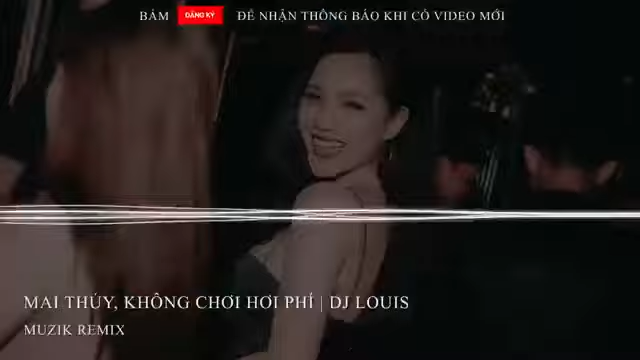 BẤM ĐĂNG KÝ ĐỂ NHẬN THÔNG BÁO KHI CÓ VIDEO MỚI
MAI THÚY, KHÔNG CHƠI HƠI PHÍ | DJ LOUIS
MUZIK REMIX